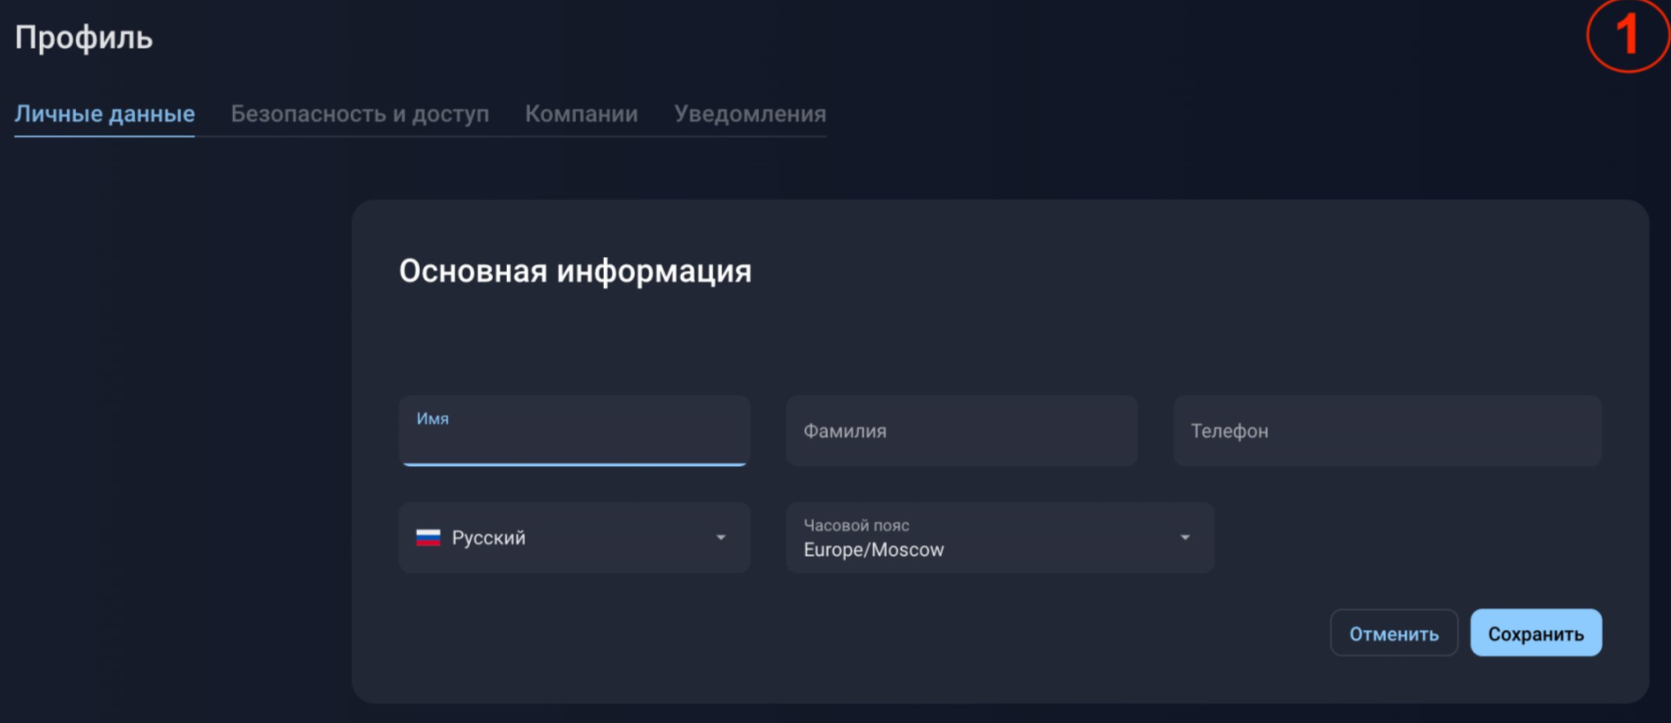 Профиль
1
Личные данные Безопасность и доступ Компании Уведомления
Основная информация
Имя Фамилия Телефон
Русский Часовой пояс
Europe/Moscow
Отменить Сохранить